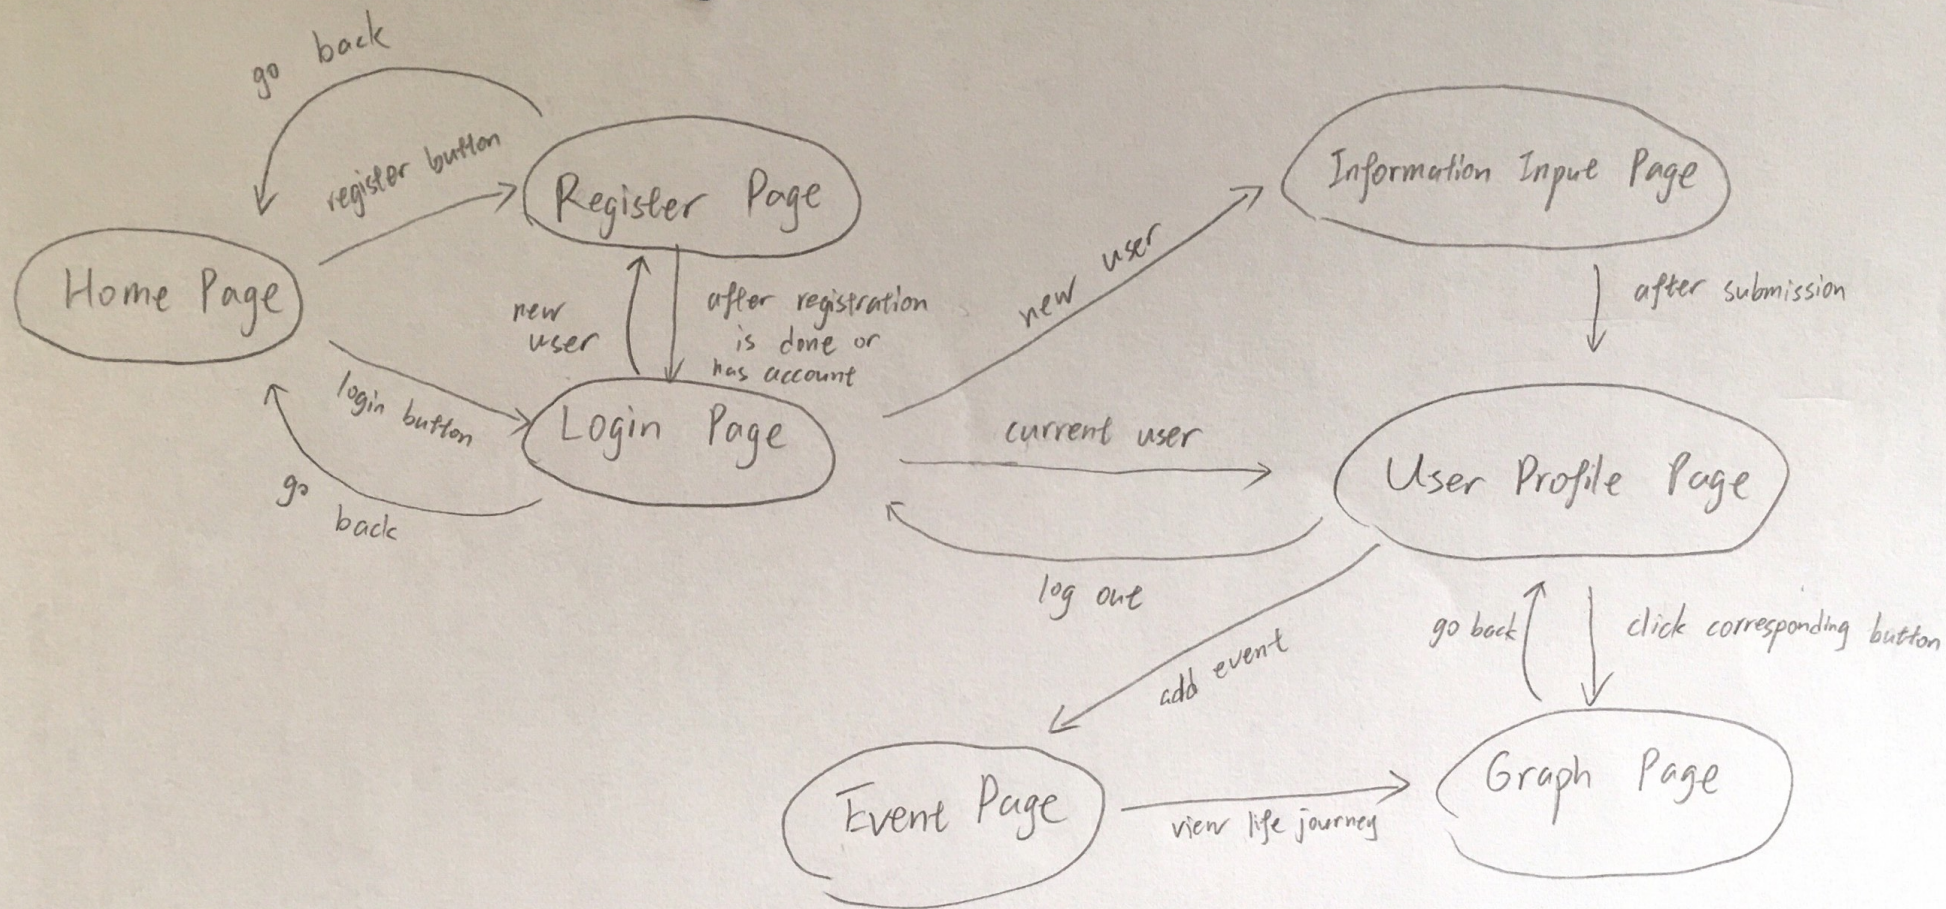 go back
register button
Register Page
Information Input Page
Home Page
new
user
after registration
is done or
has account
new user
after submission
login button
Login Page
current user
User Profile Page
go
back
log out
go back
click corresponding button
add event
Event Page
view life journey
Graph Page